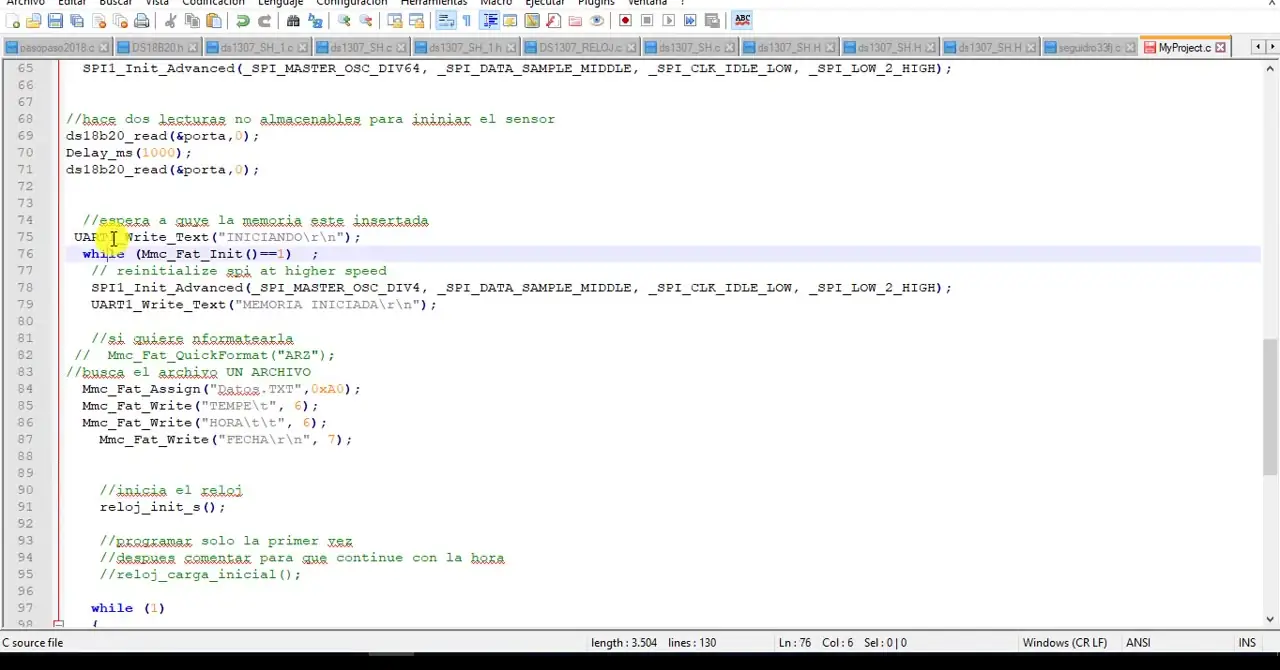 Archivo Editar Buscar Vista Codificación Lenguaje Configuración Herramientas Macro Ejecutar Plugins Ventana ?
pasopaso2018.c DS18B20.h ds1307_SH_1.c ds1307_SH.c ds1307_SH_1.h DS1307_RELOJ.c ds1307_SH.c ds1307_SH.H ds1307_SH.H ds1307_SH.H seguidro33fj.c MyProject.c
65 SPI1_Init_Advanced(_SPI_MASTER_OSC_DIV64, _SPI_DATA_SAMPLE_MIDDLE, _SPI_CLK_IDLE_LOW, _SPI_LOW_2_HIGH);
66
67
68 //hace dos lecturas no almacenables para ininiar el sensor
69 ds18b20_read(&porta,0);
70 Delay_ms(1000);
71 ds18b20_read(&porta,0);
72
73
74 //espera a quye la memoria este insertada
75 UART1_Write_Text("INICIANDO\r\n");
76 while (Mmc_Fat_Init()==1) ;
77 // reinitialize spi at higher speed
78 SPI1_Init_Advanced(_SPI_MASTER_OSC_DIV4, _SPI_DATA_SAMPLE_MIDDLE, _SPI_CLK_IDLE_LOW, _SPI_LOW_2_HIGH);
79 UART1_Write_Text("MEMORIA INICIADA\r\n");
80
81 //si quiere nformatearla
82 // Mmc_Fat_QuickFormat("ARZ");
83 //busca el archivo UN ARCHIVO
84 Mmc_Fat_Assign("Datos.TXT",0xA0);
85 Mmc_Fat_Write("TEMPE\t", 6);
86 Mmc_Fat_Write("HORA\t\t", 6);
87 Mmc_Fat_Write("FECHA\r\n", 7);
88
89
90 //inicia el reloj
91 reloj_init_s();
92
93 //programar solo la primer vez
94 //despues comentar para que continue con la hora
95 //reloj_carga_inicial();
96
97 while (1)
98 {
C source file length : 3.504 lines : 130 Ln : 76 Col : 6 Sel : 0 | 0 Windows (CR LF) ANSI INS